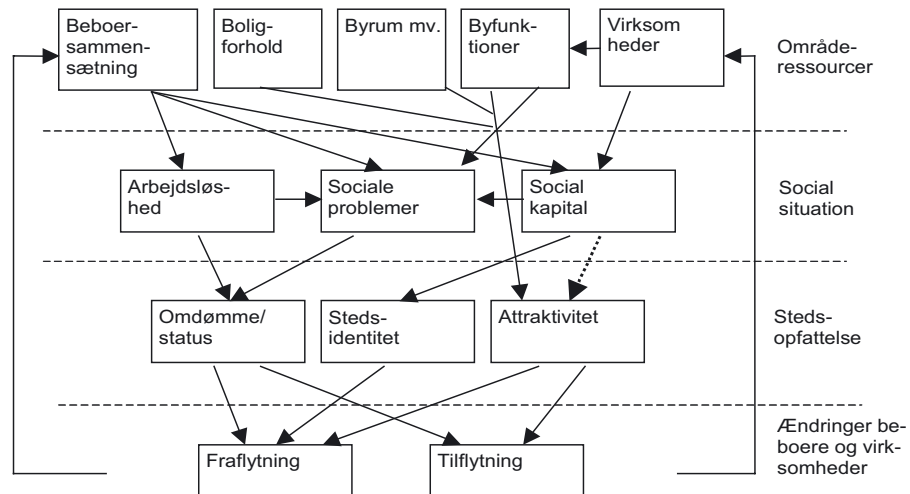 Beboer-
sammen-
sætning
Bolig-
forhold
Byrum mv.
Byfunk-
tioner
Virksom
heder
Område-
ressourcer
Arbejdsløs-
hed
Sociale
problemer
Social
kapital
Social
situation
Omdømme/
status
Steds-
identitet
Attraktivitet
Steds-
opfattelse
Fraflytning
Tilflytning
Ændringer be-
boere og virk-
somheder